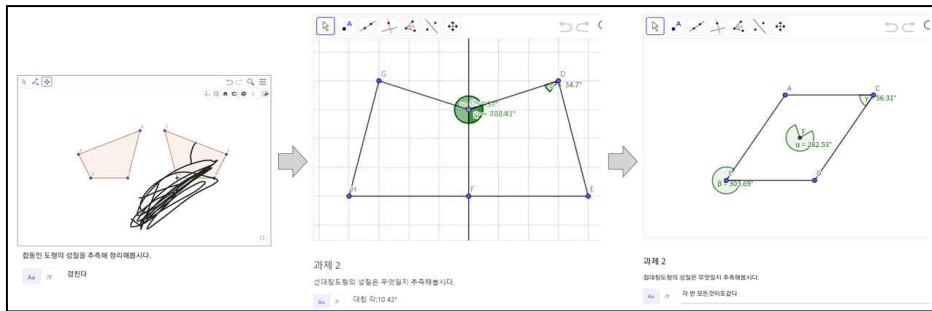 합동인 도형의 성질을 추측해 정리해봅시다.
Aa π 겹친다
G
D
34.7°
H
F
E
과제 2
선대칭도형의 성질은 무엇일지 추측해봅시다.
Aa π 대칭 각:10 43°
A
C
γ = 56.31°
F
α = 282.53°
β = 303.69°
B
과제 2
점대칭도형의 성질은 무엇일지 추측해봅시다.
Aa π 각 변 모든것이또같다